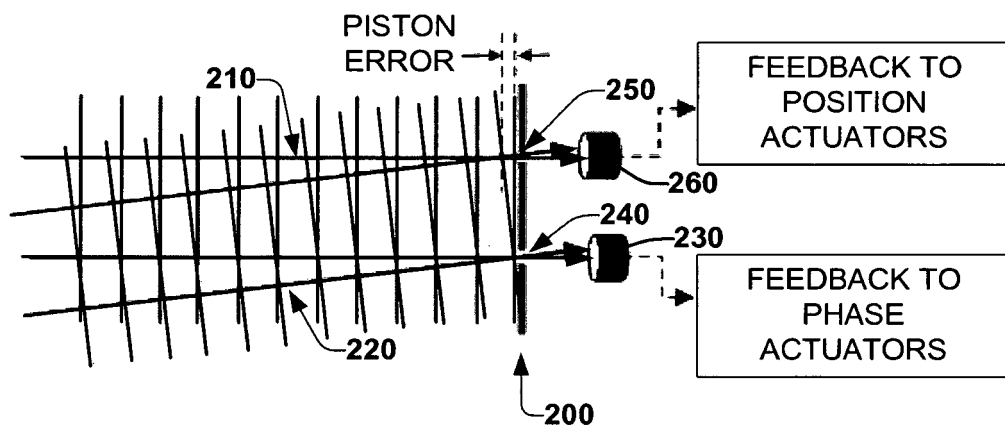 PISTON
ERROR
210
250
FEEDBACK TO
POSITION
ACTUATORS
260
240
230
FEEDBACK TO
PHASE
ACTUATORS
220
200